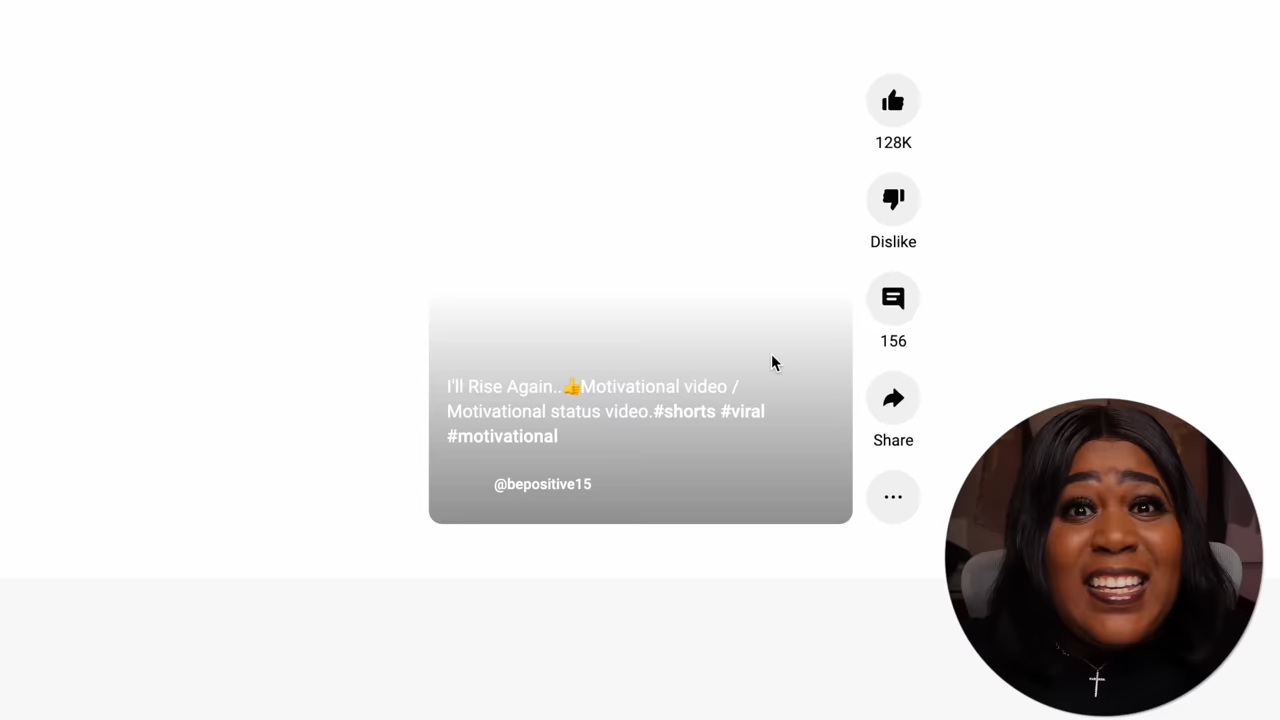 128K
Dislike
156
Share
I'll Rise Again..👍Motivational video /
Motivational status video.#shorts #viral
#motivational
@bepositive15